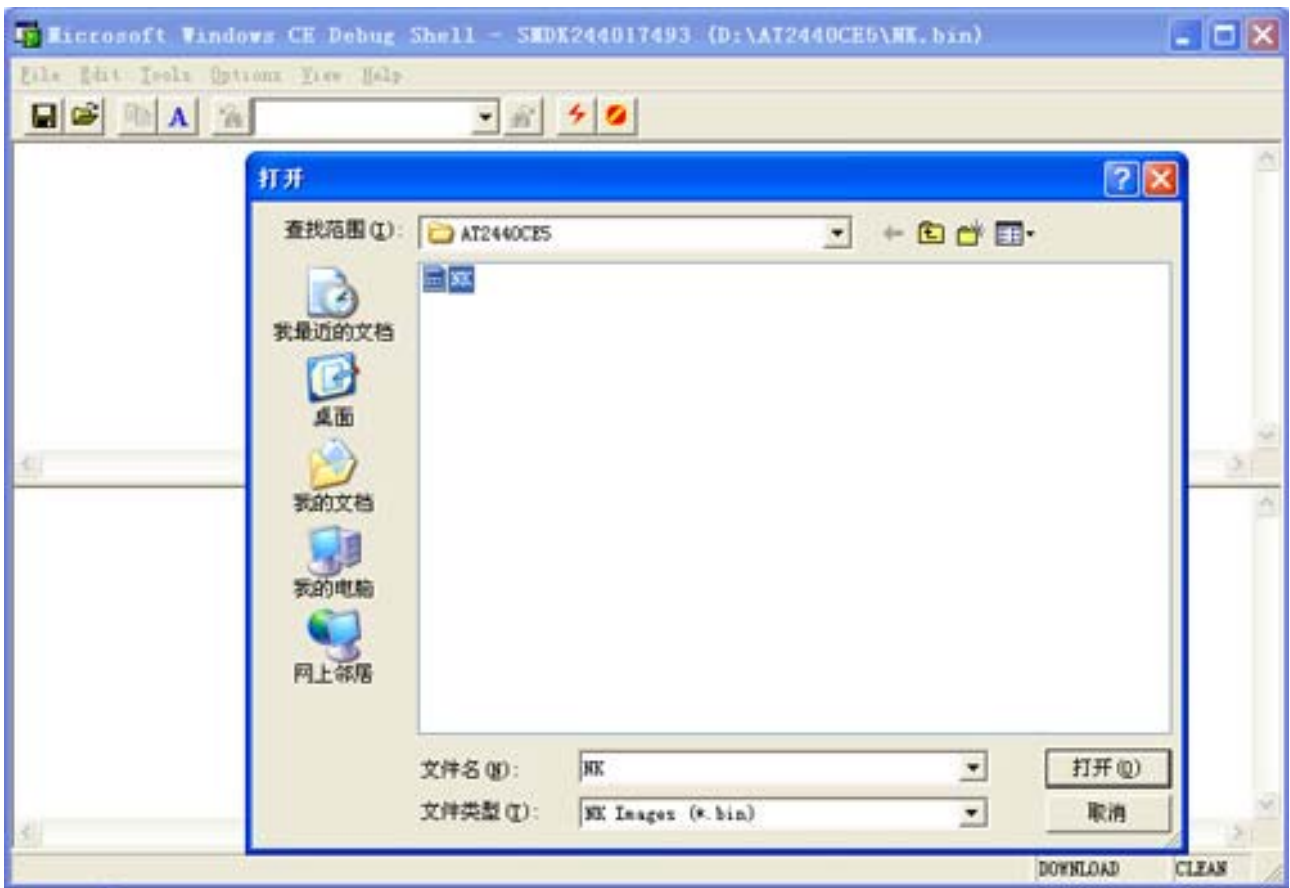 Microsoft Windows CE Debug Shell - SMDK244017493 (D:\AT2440CE5\NK.bin)
File Edit Tools Options View Help
A
打开
查找范围(I):
AT2440CE5
NK
我最近的文档
桌面
我的文档
我的电脑
网上邻居
文件名(N):
NK
打开(O)
文件类型(T):
NK Images (*.bin)
取消
DOWNLOAD
CLEAN